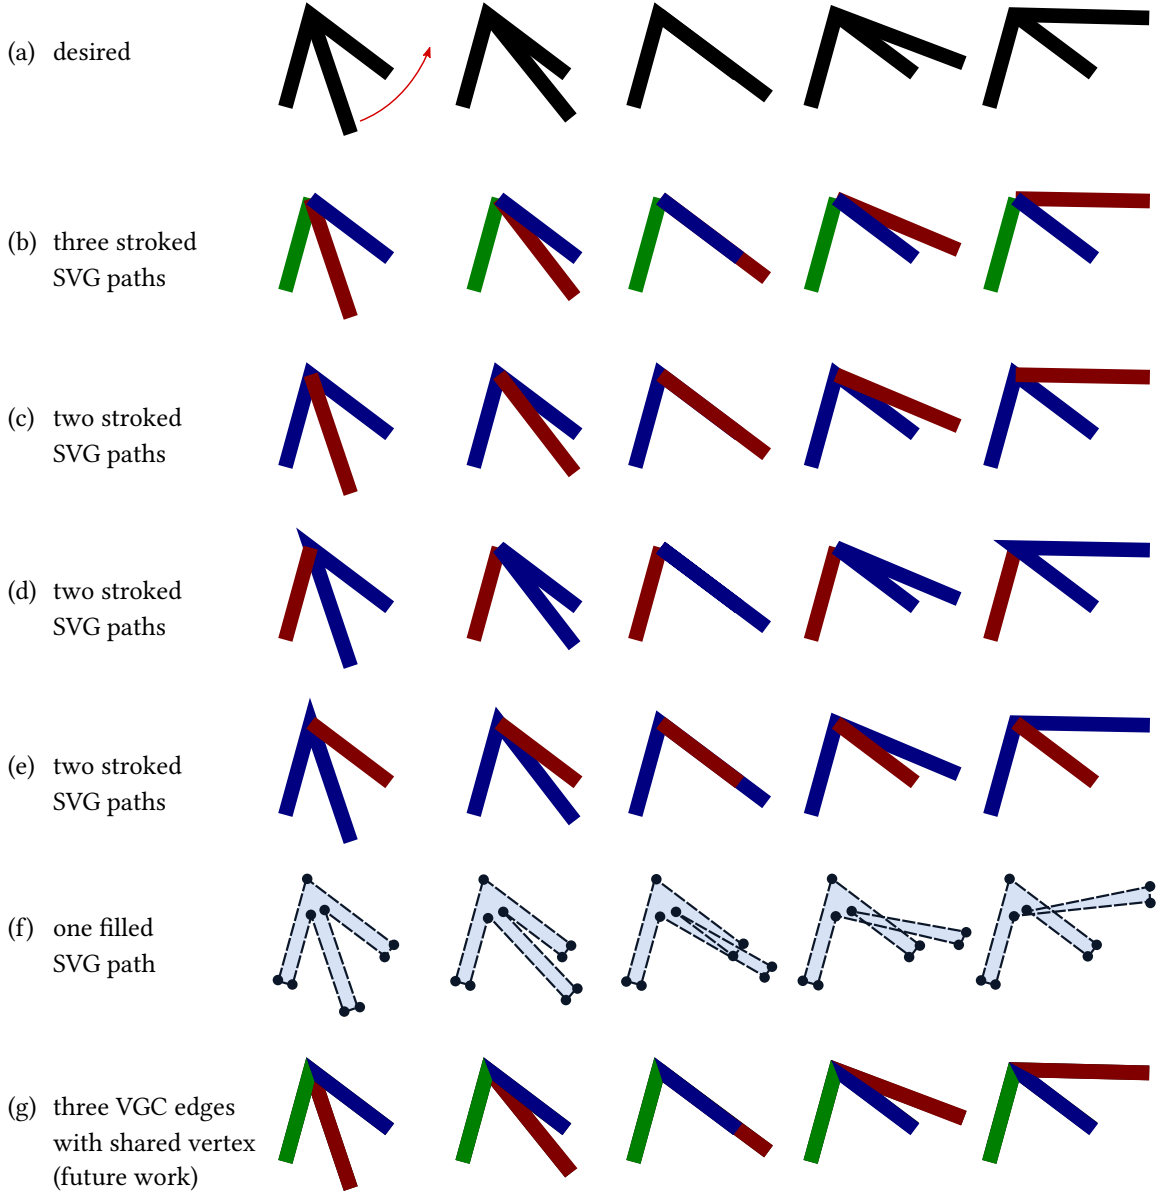 (a) desired
(b) three stroked
SVG paths
(c) two stroked
SVG paths
(d) two stroked
SVG paths
(e) two stroked
SVG paths
(f) one filled
SVG path
(g) three VGC edges
with shared vertex
(future work)